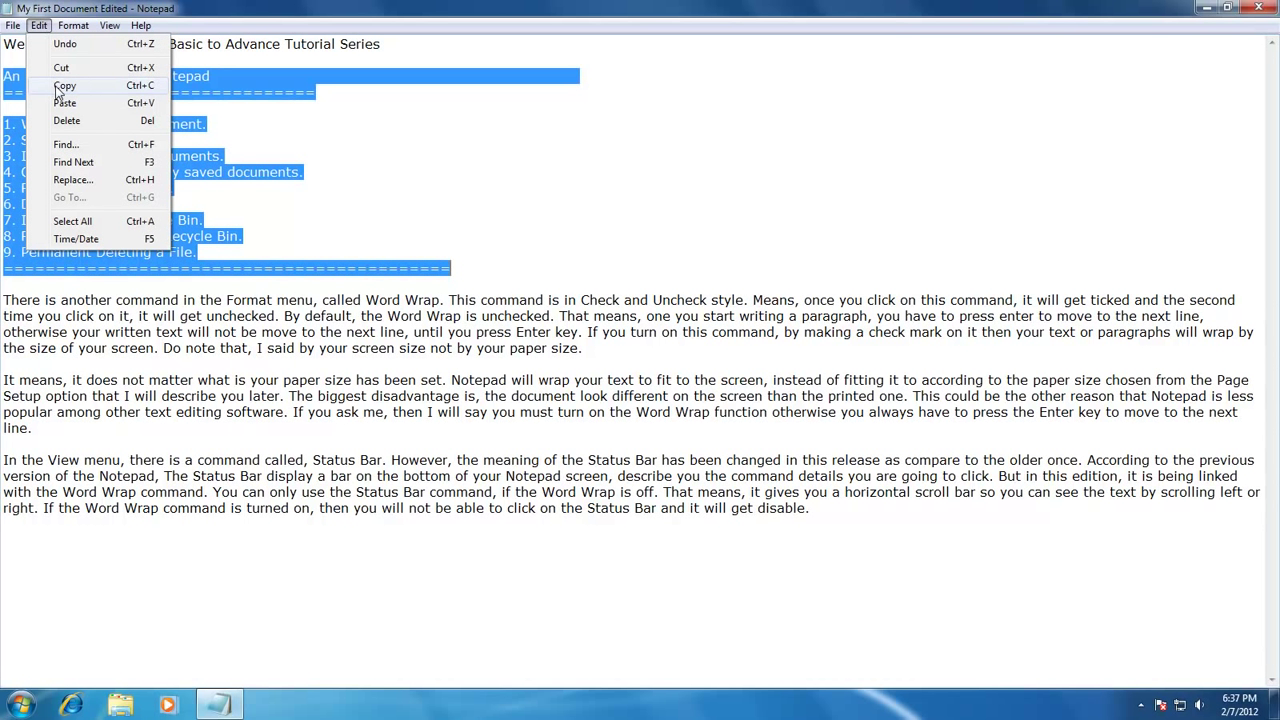 My First Document Edited - Notepad
File Edit Format View Help
We Basic to Advance Tutorial Series
Undo Ctrl+Z
Cut Ctrl+X
Copy Ctrl+C
Paste Ctrl+V
Delete Del
Find... Ctrl+F
Find Next F3
Replace... Ctrl+H
Go To... Ctrl+G
Select All Ctrl+A
Time/Date F5
An tepad
1. W ment.
2. S
3. I uments.
4. y saved documents.
5.
6.
7. I Bin.
8. ecycle Bin.
9. Permanent Deleting a File.
===========================================
There is another command in the Format menu, called Word Wrap. This command is in Check and Uncheck style. Means, once you click on this command, it will get ticked and the second
time you click on it, it will get unchecked. By default, the Word Wrap is unchecked. That means, one you start writing a paragraph, you have to press enter to move to the next line,
otherwise your written text will not be move to the next line, until you press Enter key. If you turn on this command, by making a check mark on it then your text or paragraphs will wrap by
the size of your screen. Do note that, I said by your screen size not by your paper size.
It means, it does not matter what is your paper size has been set. Notepad will wrap your text to fit to the screen, instead of fitting it to according to the paper size chosen from the Page
Setup option that I will describe you later. The biggest disadvantage is, the document look different on the screen than the printed one. This could be the other reason that Notepad is less
popular among other text editing software. If you ask me, then I will say you must turn on the Word Wrap function otherwise you always have to press the Enter key to move to the next
line.
In the View menu, there is a command called, Status Bar. However, the meaning of the Status Bar has been changed in this release as compare to the older once. According to the previous
version of the Notepad, The Status Bar display a bar on the bottom of your Notepad screen, describe you the command details you are going to click. But in this edition, it is being linked
with the Word Wrap command. You can only use the Status Bar command, if the Word Wrap is off. That means, it gives you a horizontal scroll bar so you can see the text by scrolling left or
right. If the Word Wrap command is turned on, then you will not be able to click on the Status Bar and it will get disable.
6:37 PM
2/7/2012